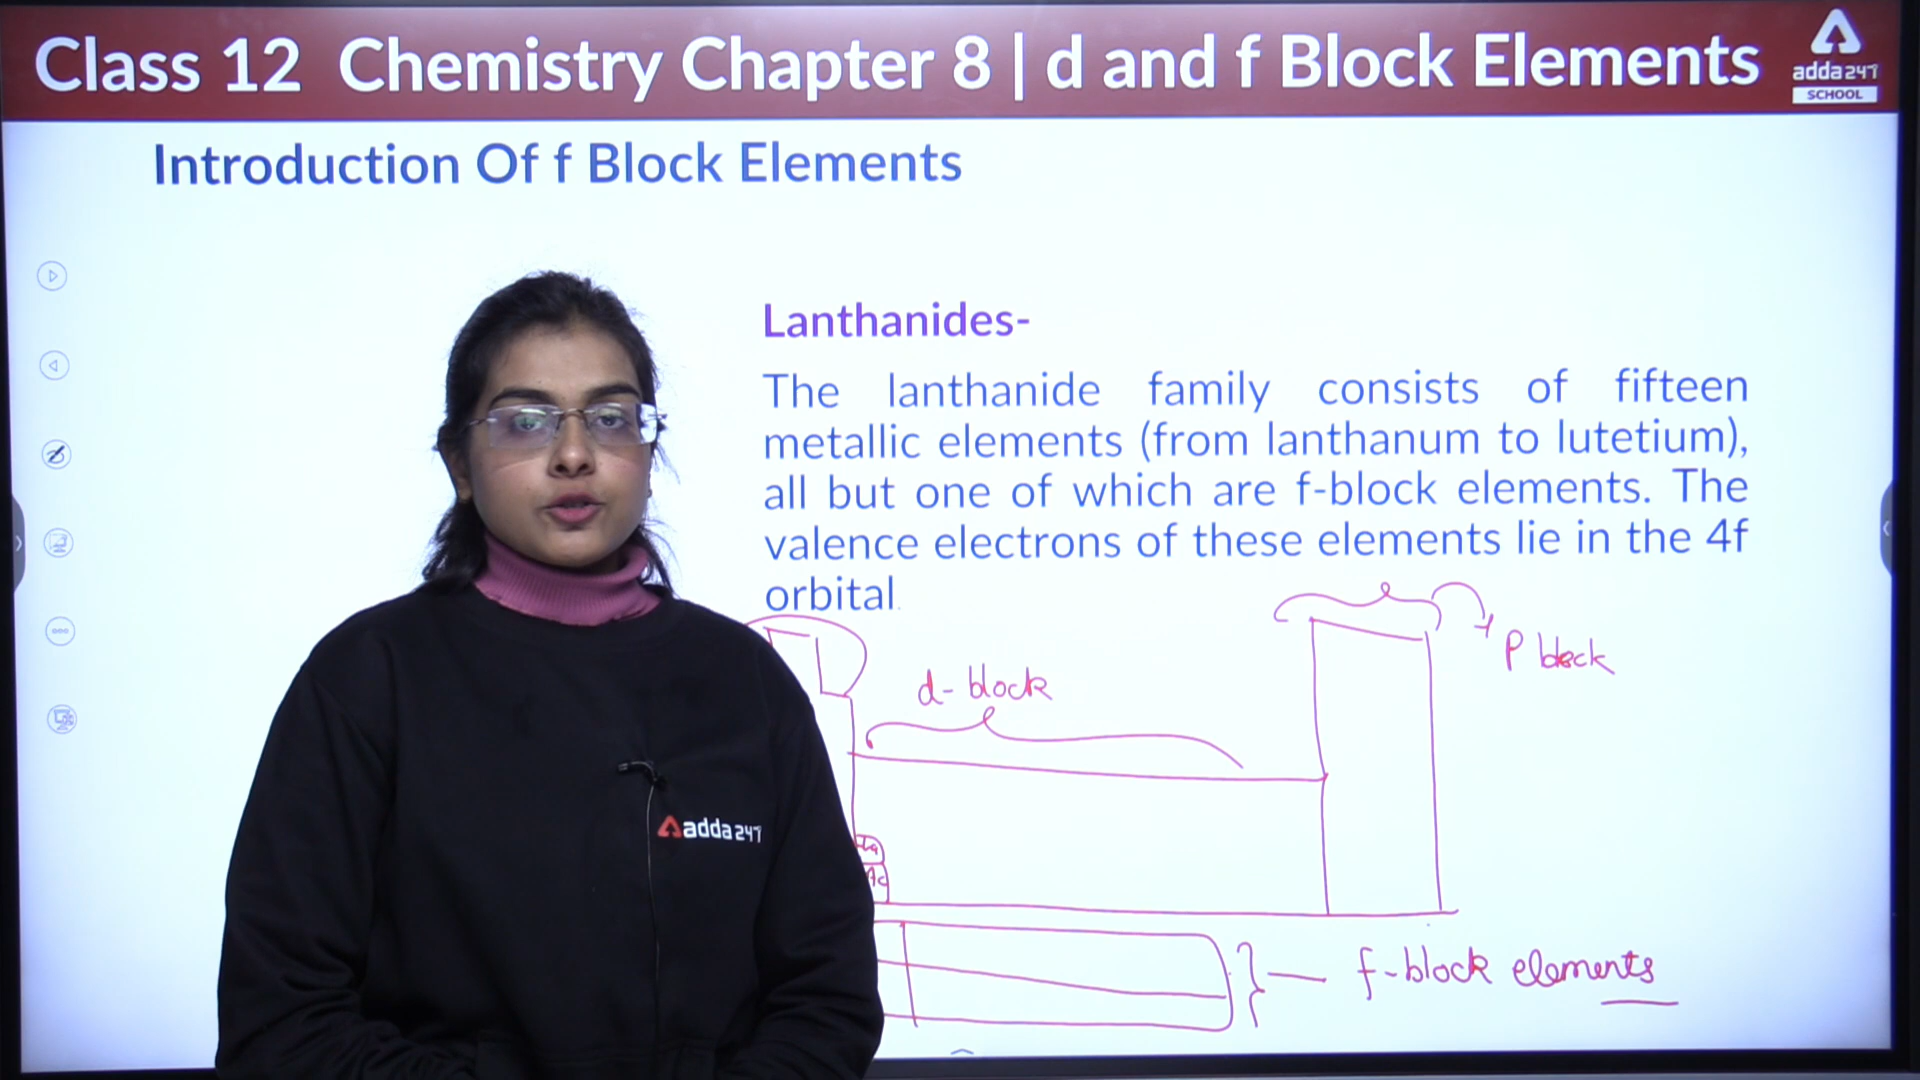 Class 12 Chemistry Chapter 8 | d and f Block Elements
adda247
SCHOOL
Introduction Of f Block Elements
Lanthanides-
The lanthanide family consists of fifteen
metallic elements (from lanthanum to lutetium),
all but one of which are f-block elements. The
valence electrons of these elements lie in the 4f
orbital.
P block
d-block
adda247
La
Ac
f-block elements